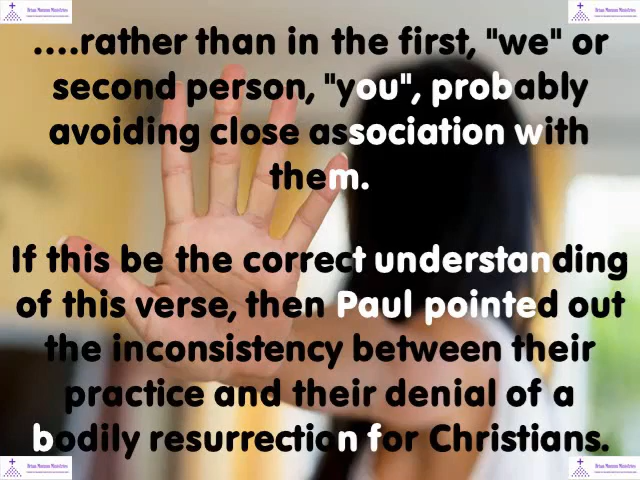 ....rather than in the first, "we" or
second person, "you", probably
avoiding close association with
them.
If this be the correct understanding
of this verse, then Paul pointed out
the inconsistency between their
practice and their denial of a
bodily resurrection for Christians.